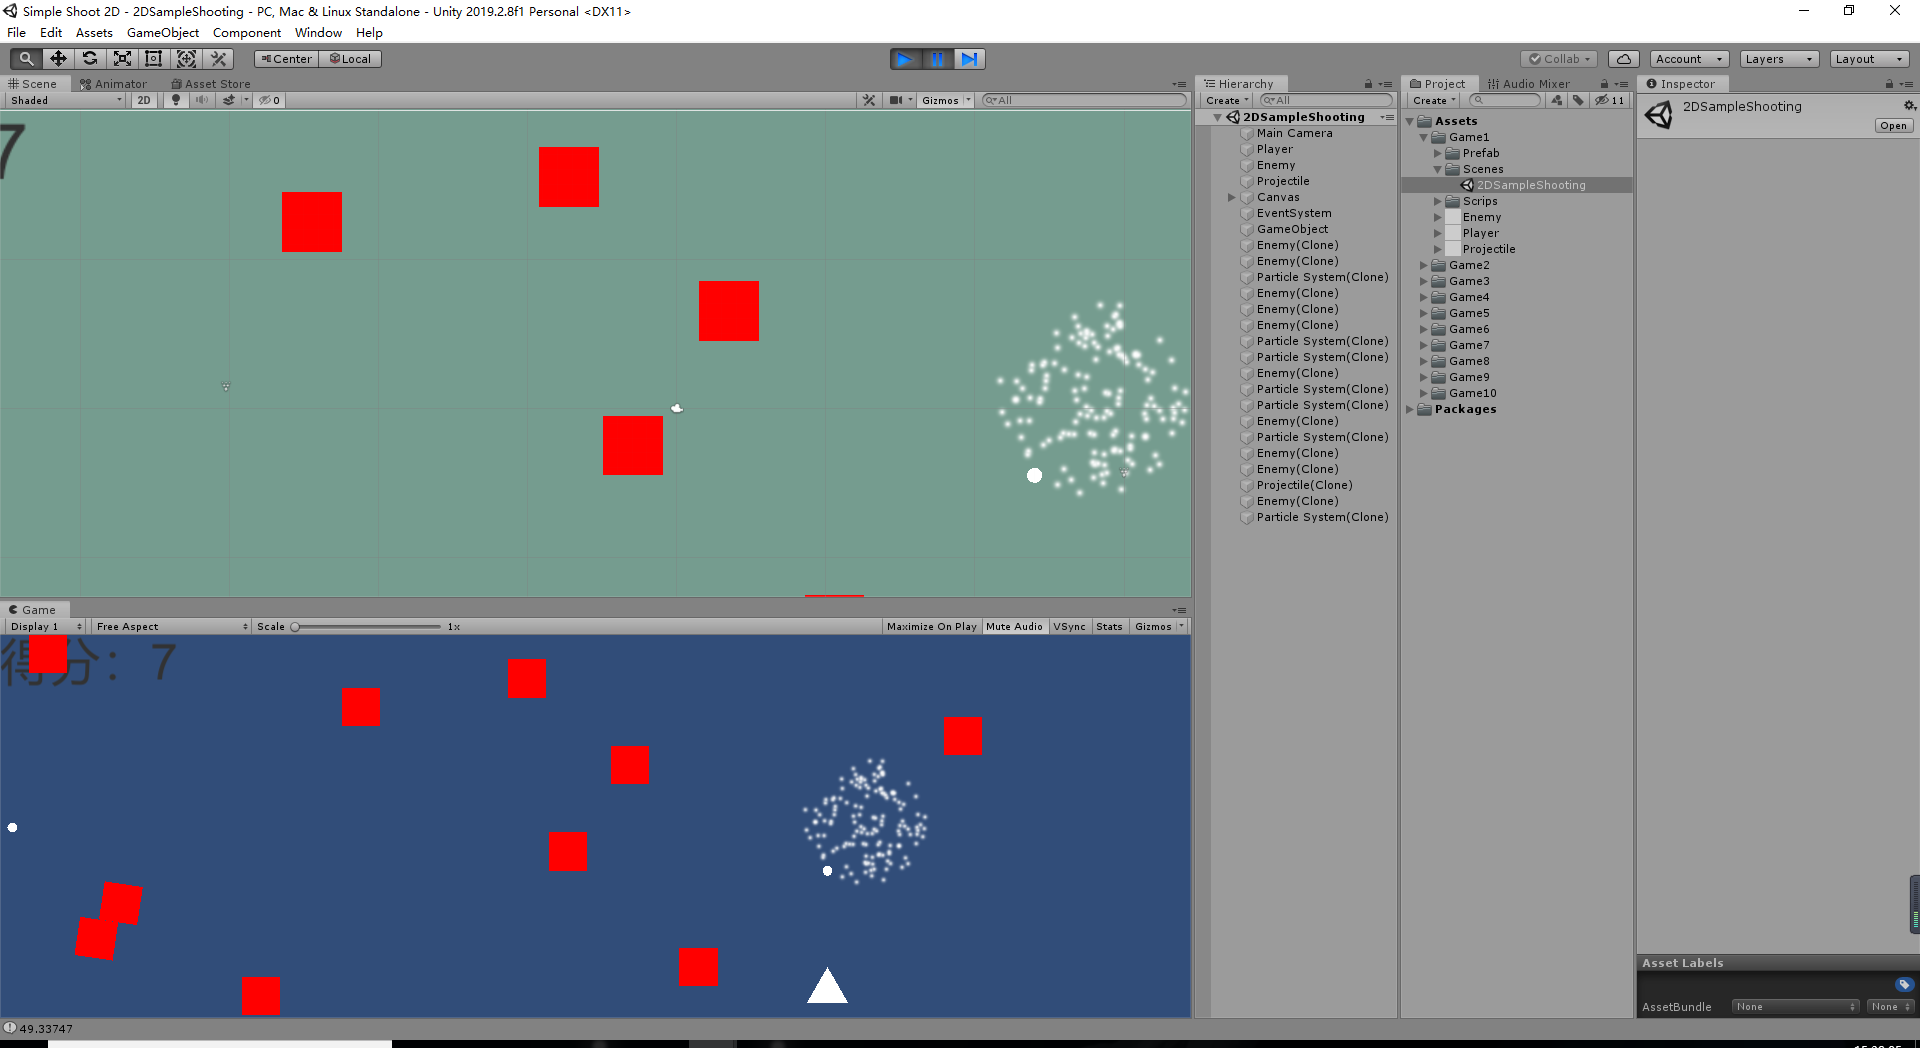 Simple Shoot 2D - 2DSampleShooting - PC, Mac & Linux Standalone - Unity 2019.2.8f1 Personal <DX11>
File Edit Assets GameObject Component Window Help
Center Local Collab Account Layers Layout
Scene Animator Asset Store
Shaded 2D 0 Gizmos All
7
Game
Display 1 Free Aspect Scale 1x Maximize On Play Mute Audio VSync Stats Gizmos
得分：7
49.33747
Hierarchy
Create All
2DSampleShooting
Main Camera
Player
Enemy
Projectile
Canvas
EventSystem
GameObject
Enemy(Clone)
Enemy(Clone)
Particle System(Clone)
Enemy(Clone)
Enemy(Clone)
Enemy(Clone)
Particle System(Clone)
Particle System(Clone)
Enemy(Clone)
Particle System(Clone)
Particle System(Clone)
Enemy(Clone)
Particle System(Clone)
Enemy(Clone)
Enemy(Clone)
Projectile(Clone)
Enemy(Clone)
Particle System(Clone)
Project Audio Mixer
Create 11
Assets
Game1
Prefab
Scenes
2DSampleShooting
Scrips
Enemy
Player
Projectile
Game2
Game3
Game4
Game5
Game6
Game7
Game8
Game9
Game10
Packages
Inspector
2DSampleShooting
Open
Asset Labels
AssetBundle None None